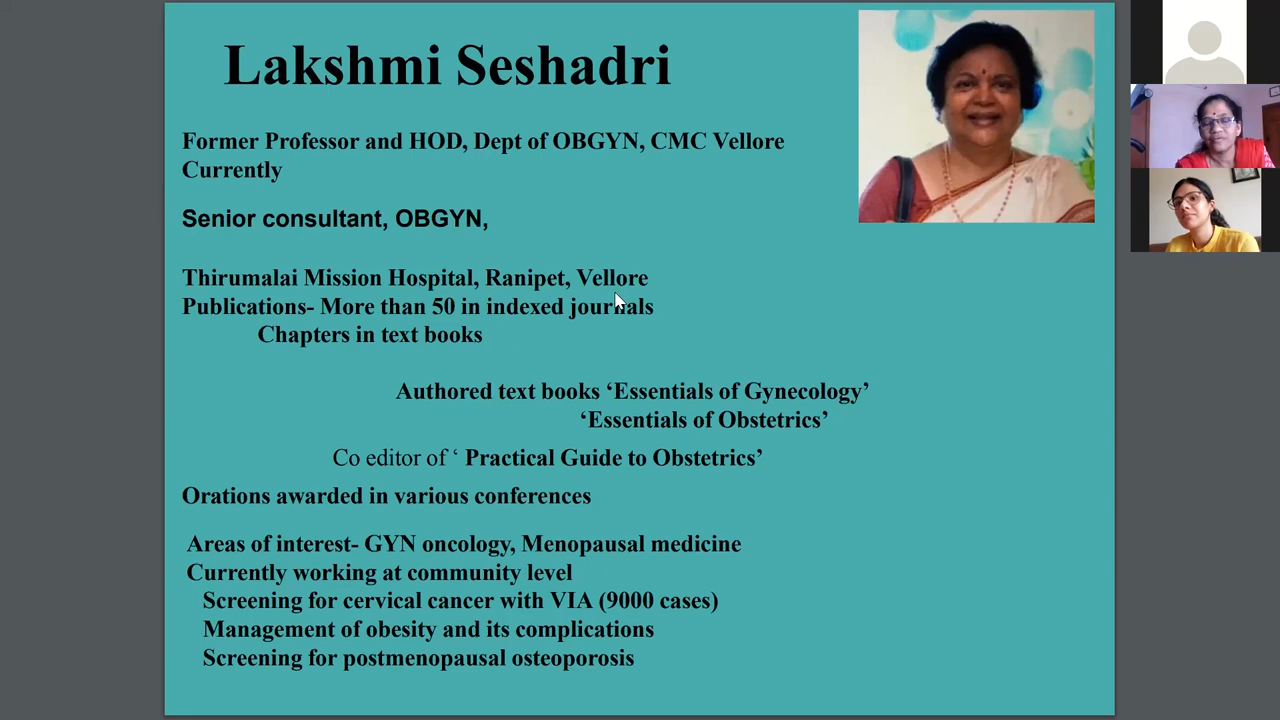 Lakshmi Seshadri
Former Professor and HOD, Dept of OBGYN, CMC Vellore
Currently
Senior consultant, OBGYN,
Thirumalai Mission Hospital, Ranipet, Vellore
Publications- More than 50 in indexed journals
Chapters in text books
Authored text books ‘Essentials of Gynecology’
‘Essentials of Obstetrics’
Co editor of ‘ Practical Guide to Obstetrics’
Orations awarded in various conferences
Areas of interest- GYN oncology, Menopausal medicine
Currently working at community level
Screening for cervical cancer with VIA (9000 cases)
Management of obesity and its complications
Screening for postmenopausal osteoporosis